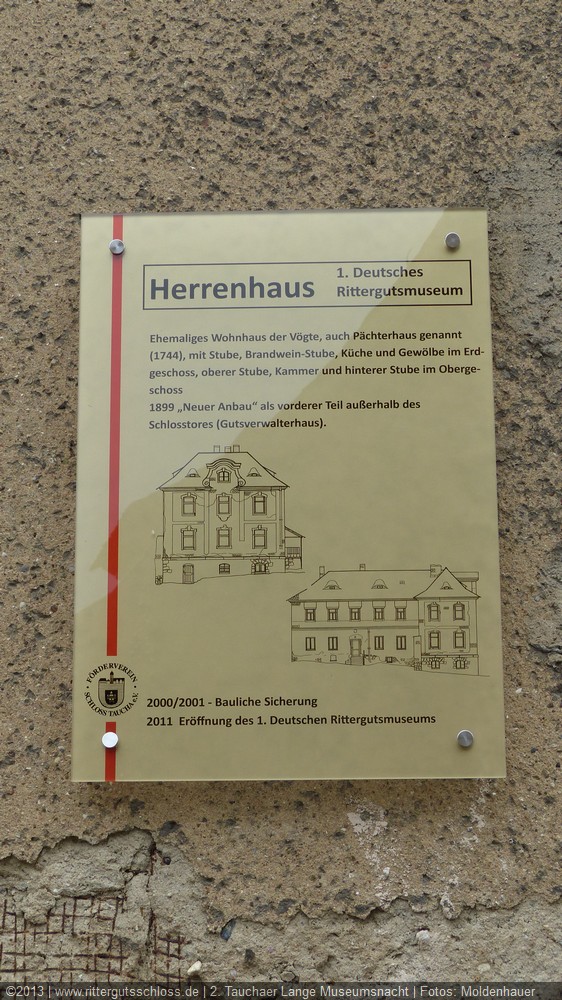 Herrenhaus
1. Deutsches
Rittergutsmuseum
Ehemaliges Wohnhaus der Vögte, auch Pächterhaus genannt
(1744), mit Stube, Brandwein-Stube, Küche und Gewölbe im Erd-
geschoss, oberer Stube, Kammer und hinterer Stube im Oberge-
schoss
1899 „Neuer Anbau“ als vorderer Teil außerhalb des
Schlosstores (Gutsverwalterhaus).
FÖRDERVEREIN
SCHLOSS TAUCHA e.V.
2000/2001 - Bauliche Sicherung
2011 Eröffnung des 1. Deutschen Rittergutsmuseums
©2013 | www.rittergutsschloss.de | 2. Tauchaer Lange Museumsnacht | Fotos: Moldenhauer